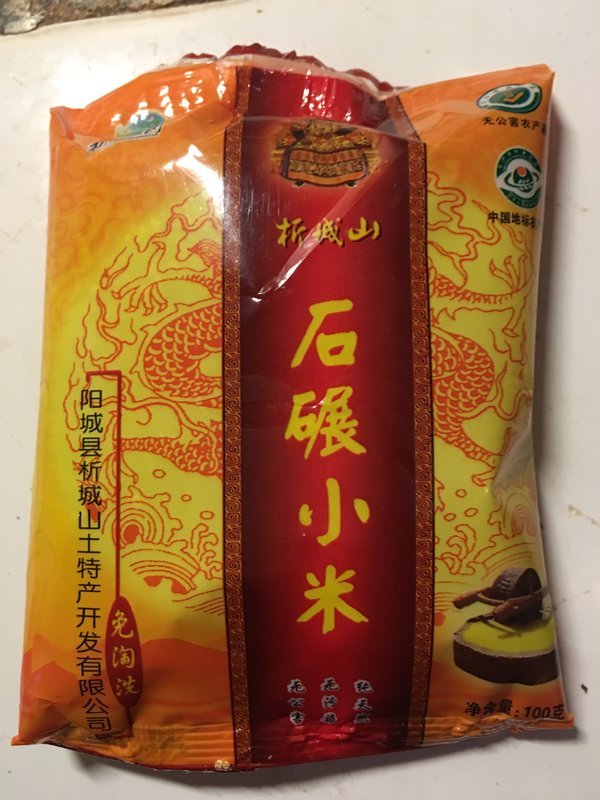 无公害农产
中国地标农
析城山
石碾小米
阳城县析城山土特产开发有限公司
免淘洗
纯天然
无污染
无公害
净含量:100克